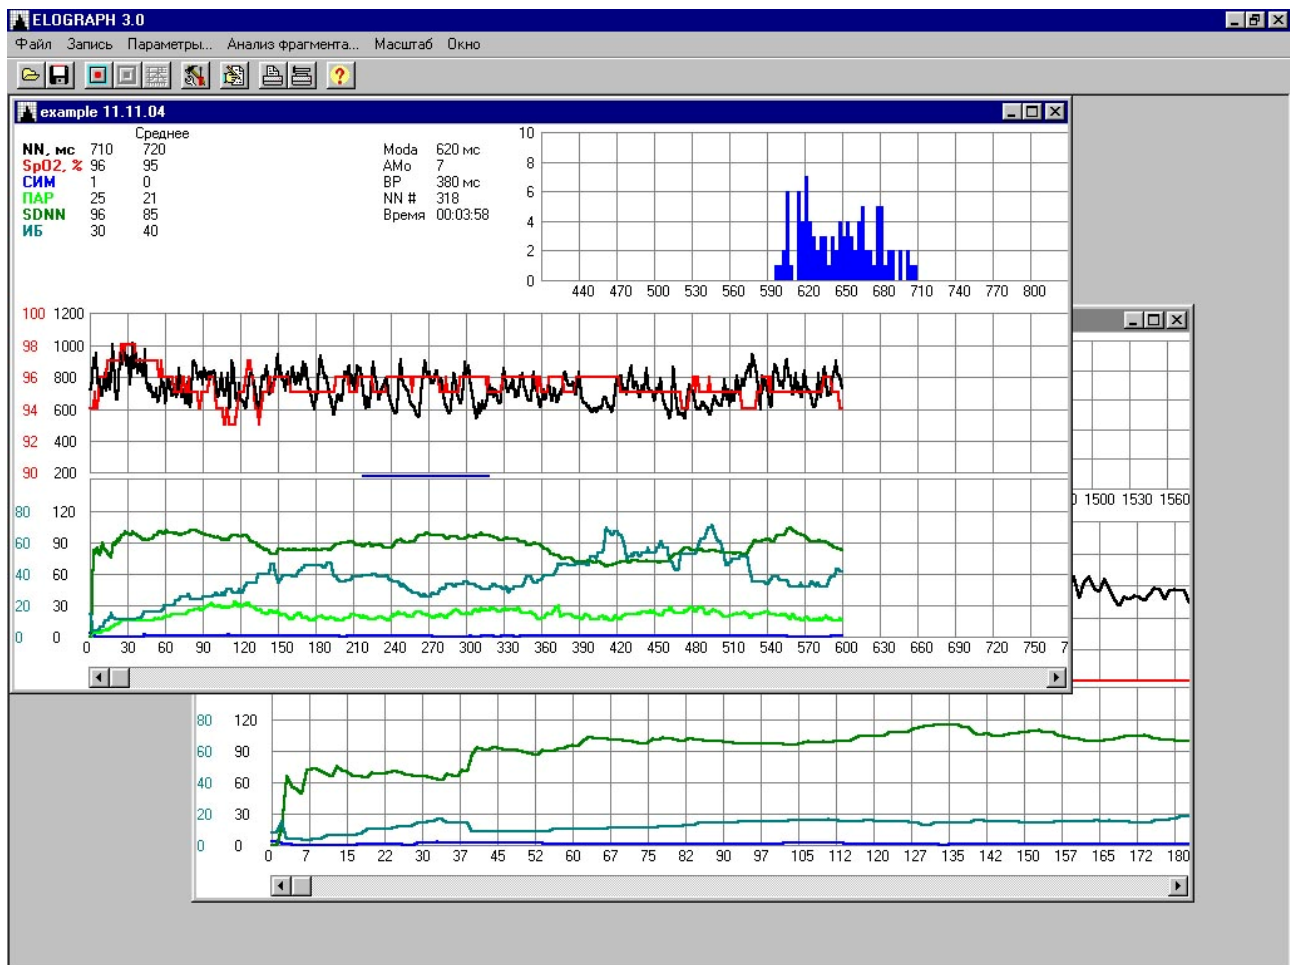 ELOGRAPH 3.0
Файл Запись Параметры... Анализ фрагмента... Масштаб Окно
example 11.11.04
Среднее
NN, мс 710 720
SpO2, % 96 95
СИМ 1 0
ПАР 25 21
SDNN 96 85
ИБ 30 40
Moda 620 мс
АМо 7
ВР 380 мс
NN # 318
Время 00:03:58
10
8
6
4
2
0
440 470 500 530 560 590 620 650 680 710 740 770 800
100 1200
98 1000
96 800
94 600
92 400
90 200
80 120
60 90
40 60
20 30
0 0
0 30 60 90 120 150 180 210 240 270 300 330 360 390 420 450 480 510 540 570 600 630 660 690 720 750 7
1500 1530 1560
80 120
60 90
40 60
20 30
0 0
0 7 15 22 30 37 45 52 60 67 75 82 90 97 105 112 120 127 135 142 150 157 165 172 180